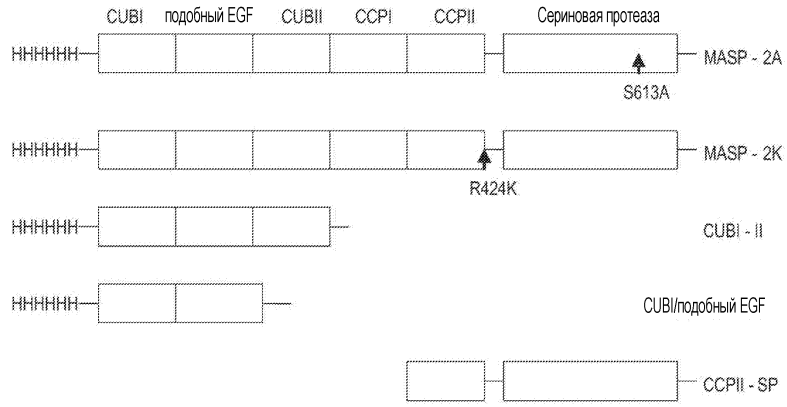 CUBI подобный EGF CUBII CCPI CCPII Сериновая протеаза
HHHHHH MASP - 2A
S613A
HHHHHH MASP - 2K
R424K
HHHHHH CUBI - II
HHHHHH CUBI/подобный EGF
CCPII - SP